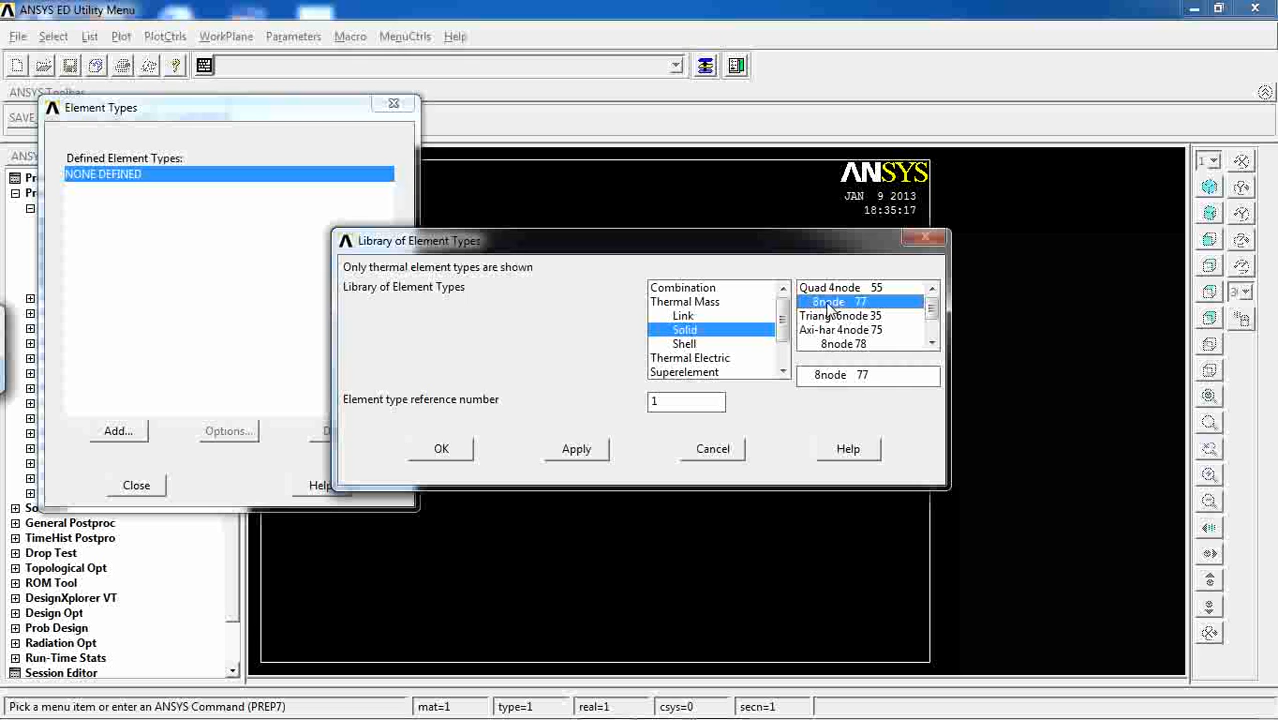 ANSYS ED Utility Menu
File Select List Plot PlotCtrls WorkPlane Parameters Macro MenuCtrls Help
SAVE_
Element Types
Defined Element Types:
NONE DEFINED
Add...
Options...
Close
Help
ANSYS
JAN 9 2013
18:35:17
1
Library of Element Types
Only thermal element types are shown
Library of Element Types
Combination
Thermal Mass
Link
Solid
Shell
Thermal Electric
Superelement
Quad 4node 55
8node 77
Triangl 6node 35
Axi-har 4node 75
8node 78
8node 77
Element type reference number
1
OK
Apply
Cancel
Help
General Postproc
TimeHist Postpro
Drop Test
Topological Opt
ROM Tool
DesignXplorer VT
Design Opt
Prob Design
Radiation Opt
Run-Time Stats
Session Editor
Pick a menu item or enter an ANSYS Command (PREP7)
mat=1
type=1
real=1
csys=0
secn=1